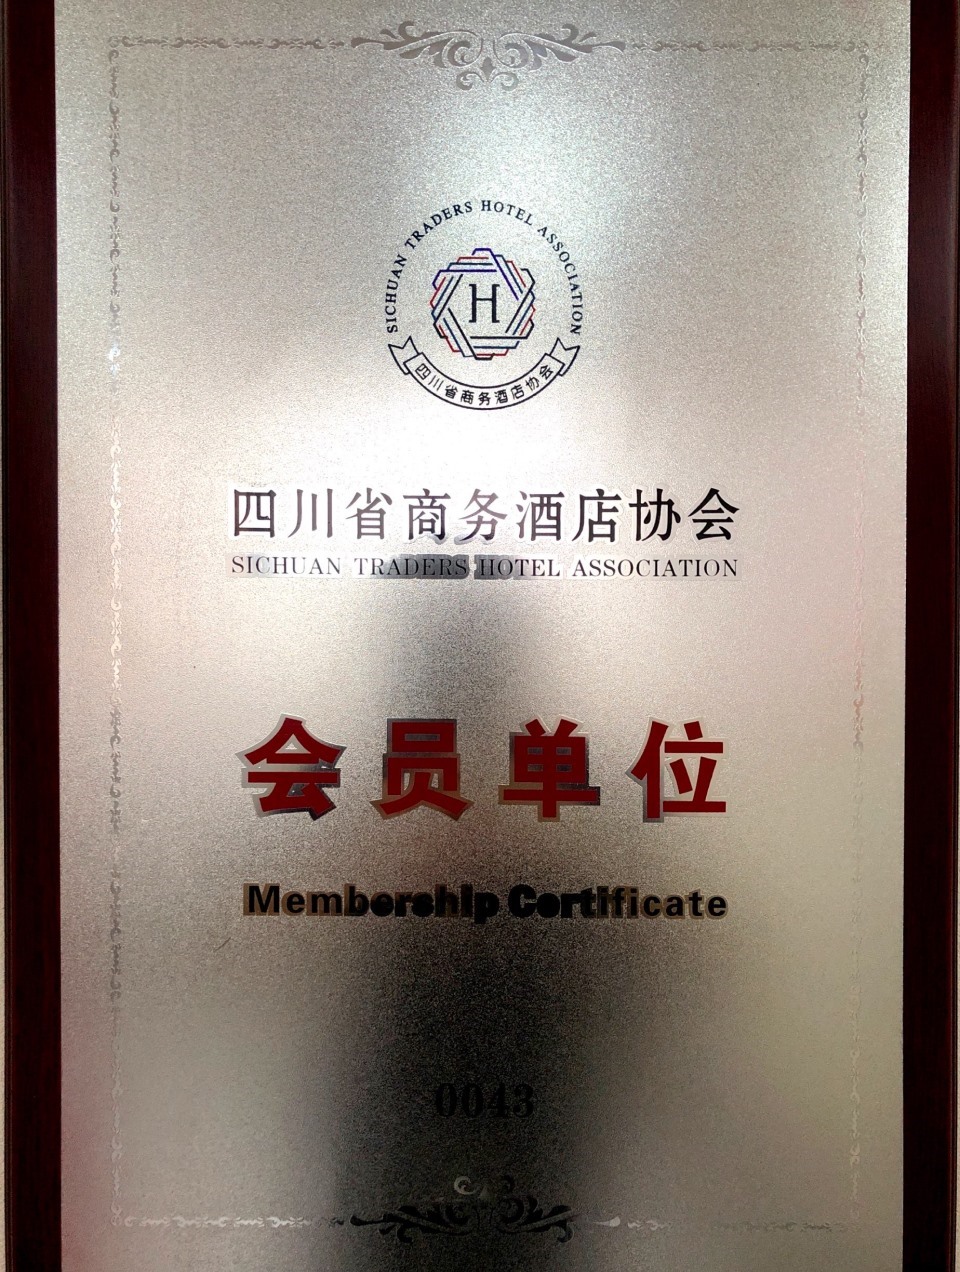 SICHUAN TRADERS HOTEL ASSOCIATION
四川省商务酒店协会
四川省商务酒店协会
SICHUAN TRADERS HOTEL ASSOCIATION
会员单位
Membership Certificate
0043